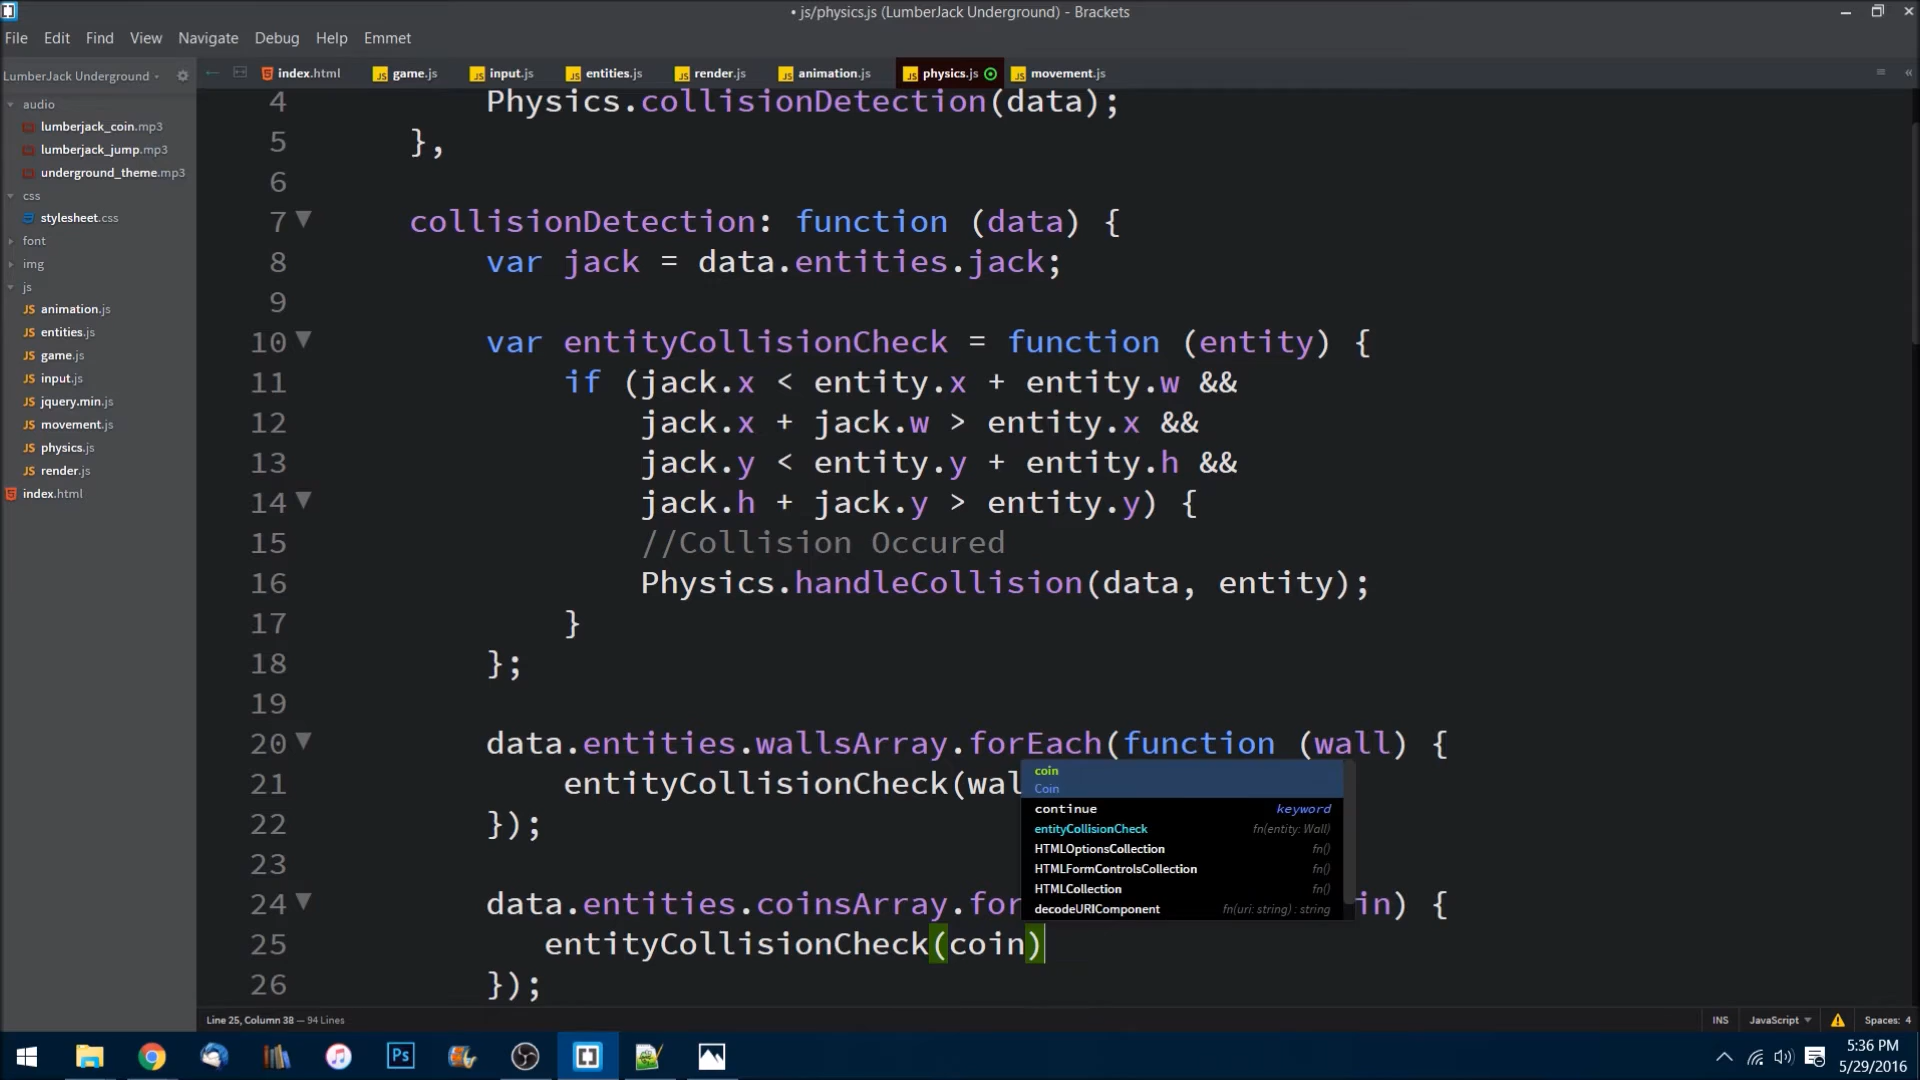 • js/physics.js (LumberJack Underground) - Brackets
File Edit Find View Navigate Debug Help Emmet
LumberJack Underground
index.html game.js input.js entities.js render.js animation.js physics.js movement.js
audio
lumberjack_coin.mp3
lumberjack_jump.mp3
underground_theme.mp3
css
stylesheet.css
font
img
js
JS animation.js
JS entities.js
JS game.js
JS input.js
JS jquery.min.js
JS movement.js
JS physics.js
JS render.js
index.html
4 Physics.collisionDetection(data);
5 },
6
7 collisionDetection: function (data) {
8 var jack = data.entities.jack;
9
10 var entityCollisionCheck = function (entity) {
11 if (jack.x < entity.x + entity.w &&
12 jack.x + jack.w > entity.x &&
13 jack.y < entity.y + entity.h &&
14 jack.h + jack.y > entity.y) {
15 //Collision Occured
16 Physics.handleCollision(data, entity);
17 }
18 };
19
20 data.entities.wallsArray.forEach(function (wall) {
21 entityCollisionCheck(wal
22 });
23
24 data.entities.coinsArray.for in) {
25 entityCollisionCheck(coin)
26 });
coin
Coin
continue keyword
entityCollisionCheck fn(entity: Wall)
HTMLOptionsCollection fn()
HTMLFormControlsCollection fn()
HTMLCollection fn()
decodeURIComponent fn(uri: string) : string
Line 25, Column 38 — 94 Lines
INS JavaScript Spaces: 4
Ps
5:36 PM
5/29/2016